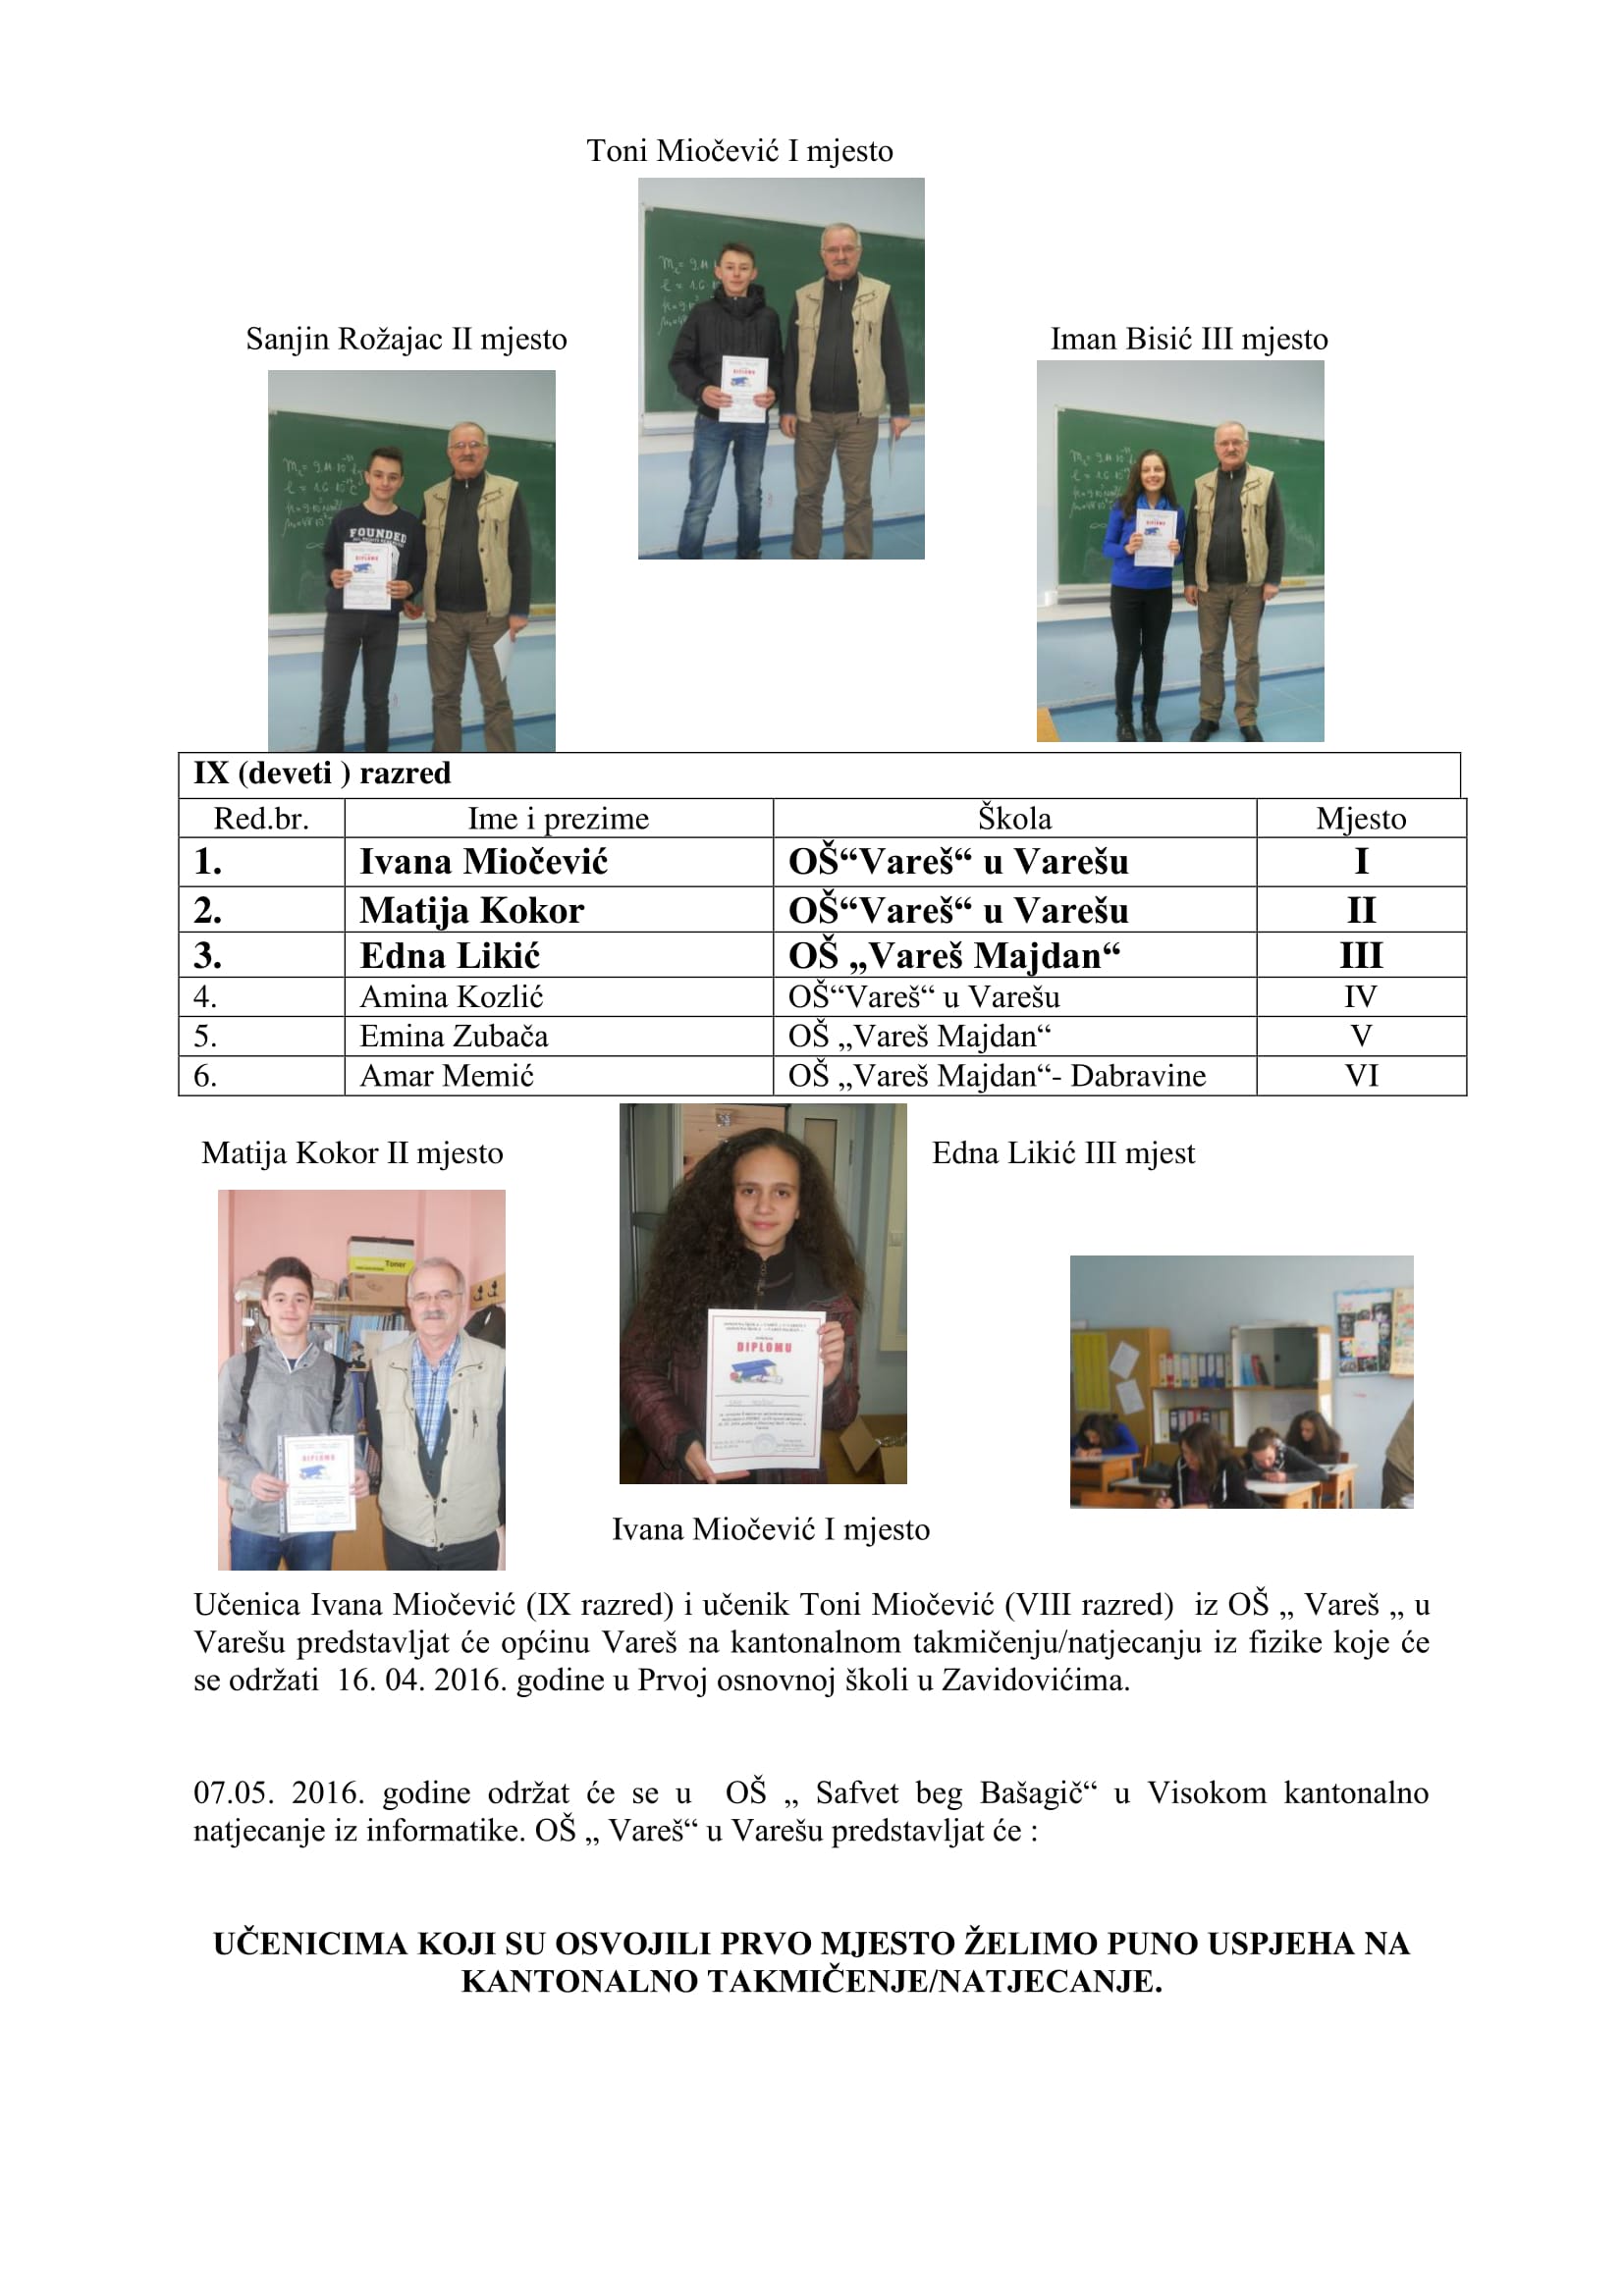 Toni Miočević I mjesto
Sanjin Rožajac II mjesto
Iman Bisić III mjesto
FOUNDED
DIPLOMU
DIPLOMU
DIPLOMU
IX (deveti ) razred
Red.br. Ime i prezime Škola Mjesto
1. Ivana Miočević OŠ“Vareš“ u Varešu I
2. Matija Kokor OŠ“Vareš“ u Varešu II
3. Edna Likić OŠ „Vareš Majdan“ III
4. Amina Kozlić OŠ“Vareš“ u Varešu IV
5. Emina Zubača OŠ „Vareš Majdan“ V
6. Amar Memić OŠ „Vareš Majdan“- Dabravine VI
Matija Kokor II mjesto
Edna Likić III mjest
Toner
DIPLOMU
DIPLOMU
Ivana Miočević I mjesto
Učenica Ivana Miočević (IX razred) i učenik Toni Miočević (VIII razred) iz OŠ „ Vareš „ u
Varešu predstavljat će općinu Vareš na kantonalnom takmičenju/natjecanju iz fizike koje će
se održati 16. 04. 2016. godine u Prvoj osnovnoj školi u Zavidovićima.
07.05. 2016. godine održat će se u OŠ „ Safvet beg Bašagič“ u Visokom kantonalno
natjecanje iz informatike. OŠ „ Vareš“ u Varešu predstavljat će :
UČENICIMA KOJI SU OSVOJILI PRVO MJESTO ŽELIMO PUNO USPJEHA NA
KANTONALNO TAKMIČENJE/NATJECANJE.